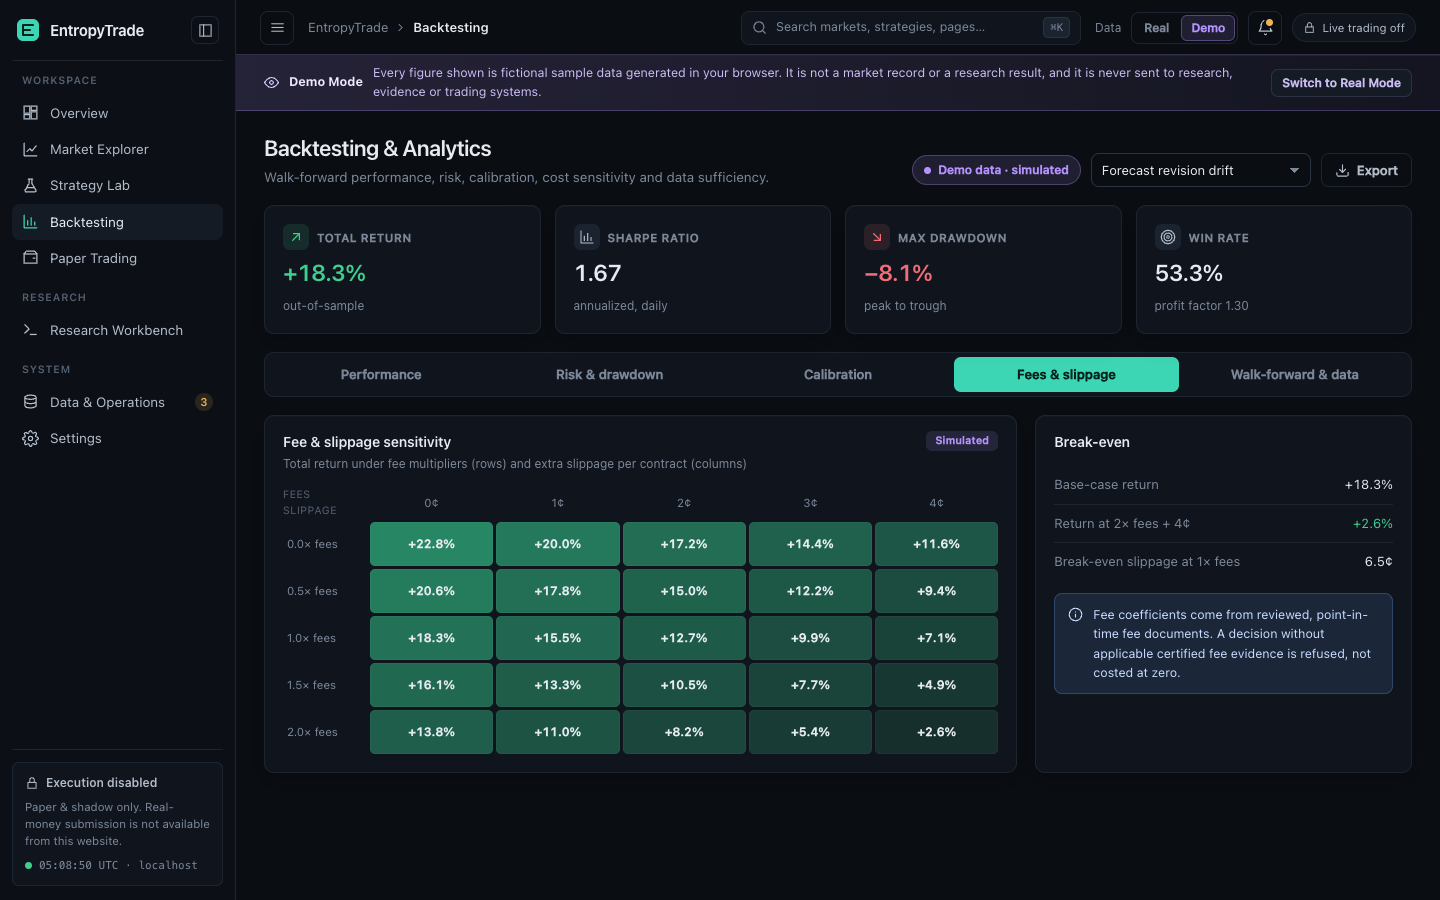 EntropyTrade
WORKSPACE
Overview
Market Explorer
Strategy Lab
Backtesting
Paper Trading
RESEARCH
Research Workbench
SYSTEM
Data & Operations 3
Settings
Execution disabled
Paper & shadow only. Real-
money submission is not available
from this website.
05:08:50 UTC · localhost
EntropyTrade › Backtesting
Search markets, strategies, pages... ⌘K
Data Real Demo
Live trading off
Demo Mode
Every figure shown is fictional sample data generated in your browser. It is not a market record or a research result, and it is never sent to research,
evidence or trading systems.
Switch to Real Mode
Backtesting & Analytics
Walk-forward performance, risk, calibration, cost sensitivity and data sufficiency.
Demo data · simulated
Forecast revision drift
Export
TOTAL RETURN
+18.3%
out-of-sample
SHARPE RATIO
1.67
annualized, daily
MAX DRAWDOWN
−8.1%
peak to trough
WIN RATE
53.3%
profit factor 1.30
Performance Risk & drawdown Calibration Fees & slippage Walk-forward & data
Fee & slippage sensitivity
Simulated
Total return under fee multipliers (rows) and extra slippage per contract (columns)
FEES
SLIPPAGE
0¢ 1¢ 2¢ 3¢ 4¢
0.0× fees +22.8% +20.0% +17.2% +14.4% +11.6%
0.5× fees +20.6% +17.8% +15.0% +12.2% +9.4%
1.0× fees +18.3% +15.5% +12.7% +9.9% +7.1%
1.5× fees +16.1% +13.3% +10.5% +7.7% +4.9%
2.0× fees +13.8% +11.0% +8.2% +5.4% +2.6%
Break-even
Base-case return +18.3%
Return at 2× fees + 4¢ +2.6%
Break-even slippage at 1× fees 6.5¢
Fee coefficients come from reviewed, point-in-
time fee documents. A decision without
applicable certified fee evidence is refused, not
costed at zero.